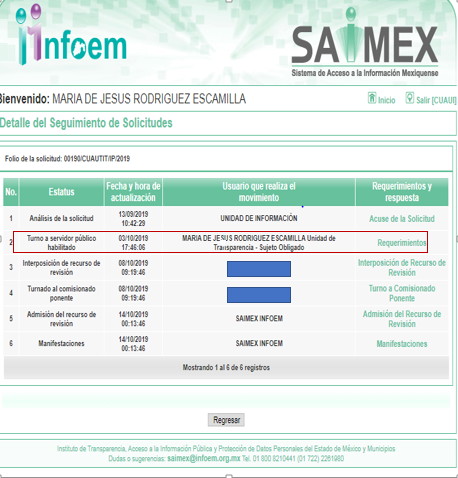 infoem
SAIMEX
Sistema de Acceso a la Información Mexiquense
Bienvenido: MARIA DE JESUS RODRIGUEZ ESCAMILLA
Inicio Salir [CUAUI]
Detalle del Seguimiento de Solicitudes
Folio de la solicitud: 00190/CUAUTIT/IP/2019
No. Estatus Fecha y hora de actualización Usuario que realiza el movimiento Requerimientos y respuesta
1 Análisis de la solicitud 13/09/2019 10:42:29 UNIDAD DE INFORMACIÓN Acuse de la Solicitud
2 Turno a servidor público habilitado 03/10/2019 17:46:06 MARIA DE JESUS RODRIGUEZ ESCAMILLA Unidad de Transparencia - Sujeto Obligado Requerimientos
3 Interposición de recurso de revisión 08/10/2019 09:19:46 Interposición de Recurso de Revisión
4 Turnado al comisionado ponente 08/10/2019 09:19:46 Turno a Comisionado Ponente
5 Admisión del recurso de revisión 14/10/2019 00:13:46 SAIMEX INFOEM Admisión del Recurso de Revisión
6 Manifestaciones 14/10/2019 00:13:46 SAIMEX INFOEM Manifestaciones
Mostrando 1 al 6 de 6 registros
Regresar
Instituto de Transparencia, Acceso a la Información Pública y Protección de Datos Personales del Estado de México y Municipios
Dudas o sugerencias: saimex@infoem.org.mx Tel. 01 800 8210441 (01 722) 2261980